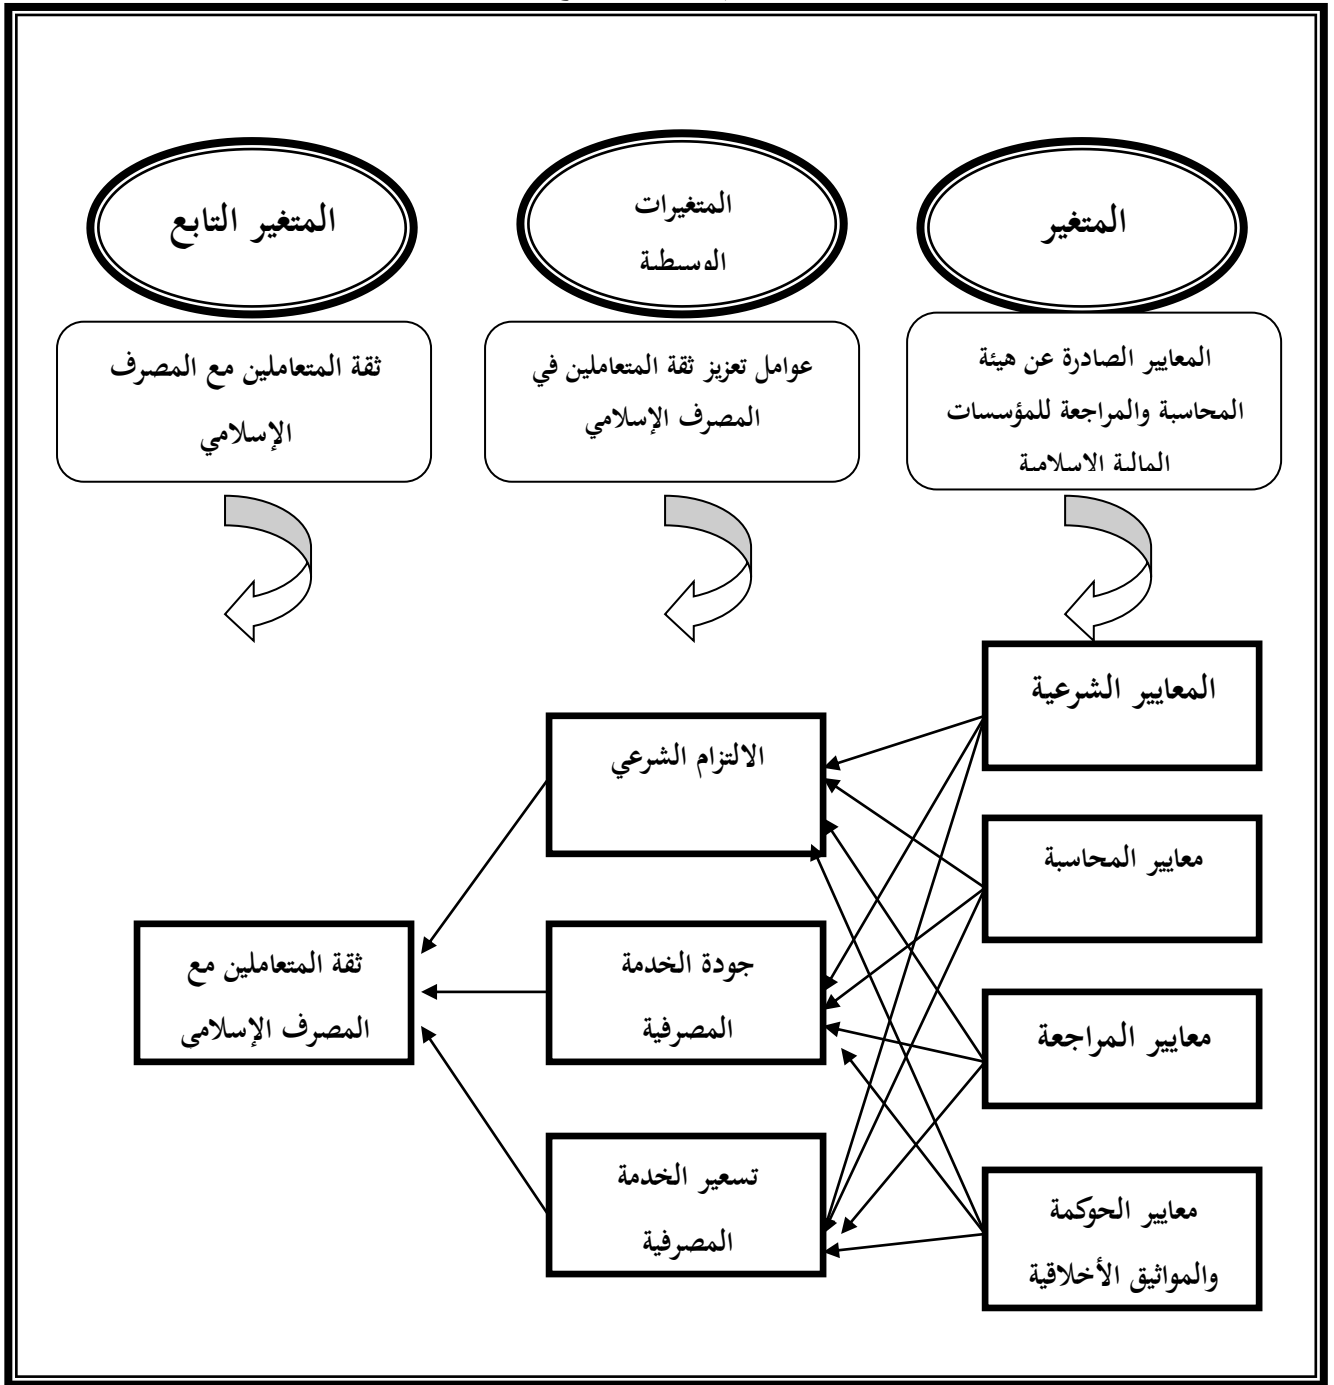 المتغير
المتغيرات
الوسيطية
المتغير التابع
المعايير الصادرة عن هيئة
المحاسبة والمراجعة للمؤسسات
المالية الاسلامية
عوامل تعزيز ثقة المتعاملين في
المصرف الإسلامي
ثقة المتعاملين مع المصرف
الإسلامي
المعايير الشرعية
معايير المحاسبة
معايير المراجعة
معايير الحوكمة
والمواثيق الأخلاقية
الالتزام الشرعي
جودة الخدمة
المصرفية
تسعير الخدمة
المصرفية
ثقة المتعاملين مع
المصرف الإسلامي